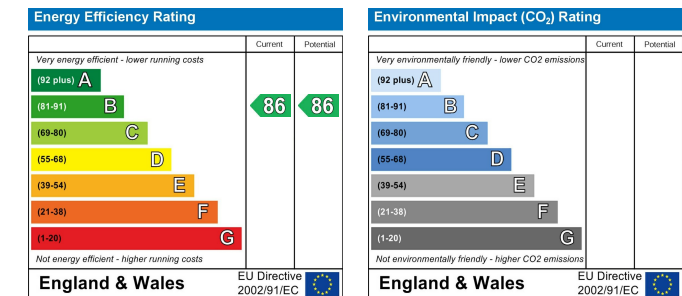 Energy Efficiency Rating
Current Potential
Very energy efficient - lower running costs
(92 plus) A
(81-91) B 86 86
(69-80) C
(55-68) D
(39-54) E
(21-38) F
(1-20) G
Not energy efficient - higher running costs
England & Wales
EU Directive
2002/91/EC
Environmental Impact (CO2) Rating
Current Potential
Very environmentally friendly - lower CO2 emissions
(92 plus) A
(81-91) B
(69-80) C
(55-68) D
(39-54) E
(21-38) F
(1-20) G
Not environmentally friendly - higher CO2 emissions
England & Wales
EU Directive
2002/91/EC